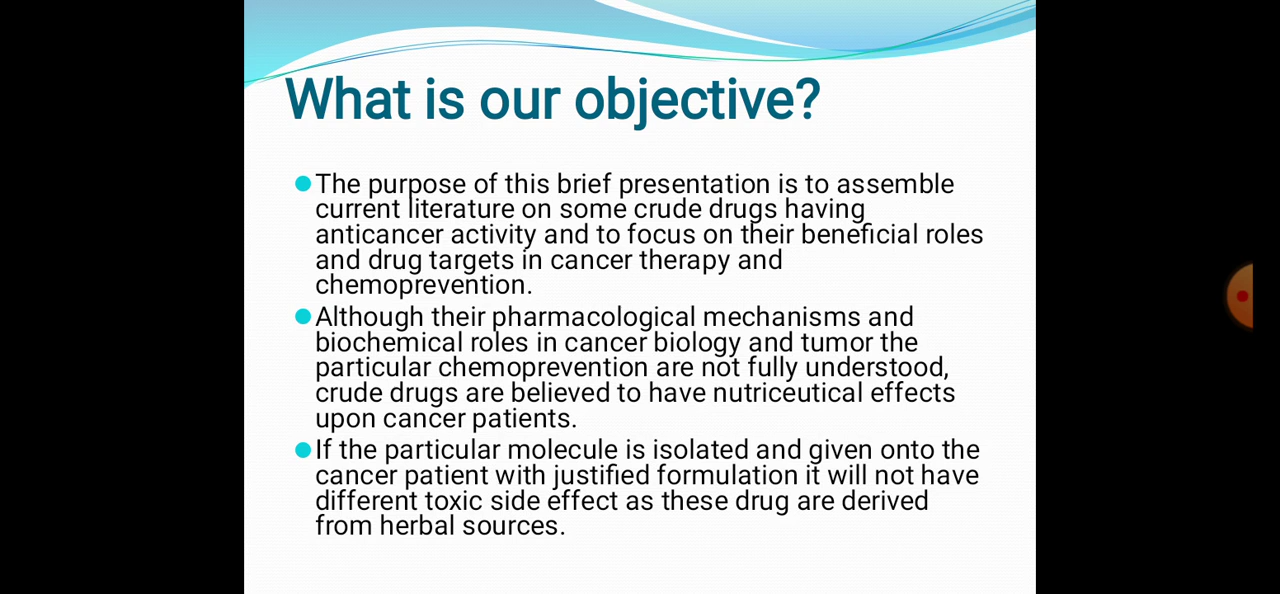 What is our objective?
The purpose of this brief presentation is to assemble
current literature on some crude drugs having
anticancer activity and to focus on their beneficial roles
and drug targets in cancer therapy and
chemoprevention.
Although their pharmacological mechanisms and
biochemical roles in cancer biology and tumor the
particular chemoprevention are not fully understood,
crude drugs are believed to have nutriceutical effects
upon cancer patients.
If the particular molecule is isolated and given onto the
cancer patient with justified formulation it will not have
different toxic side effect as these drug are derived
from herbal sources.